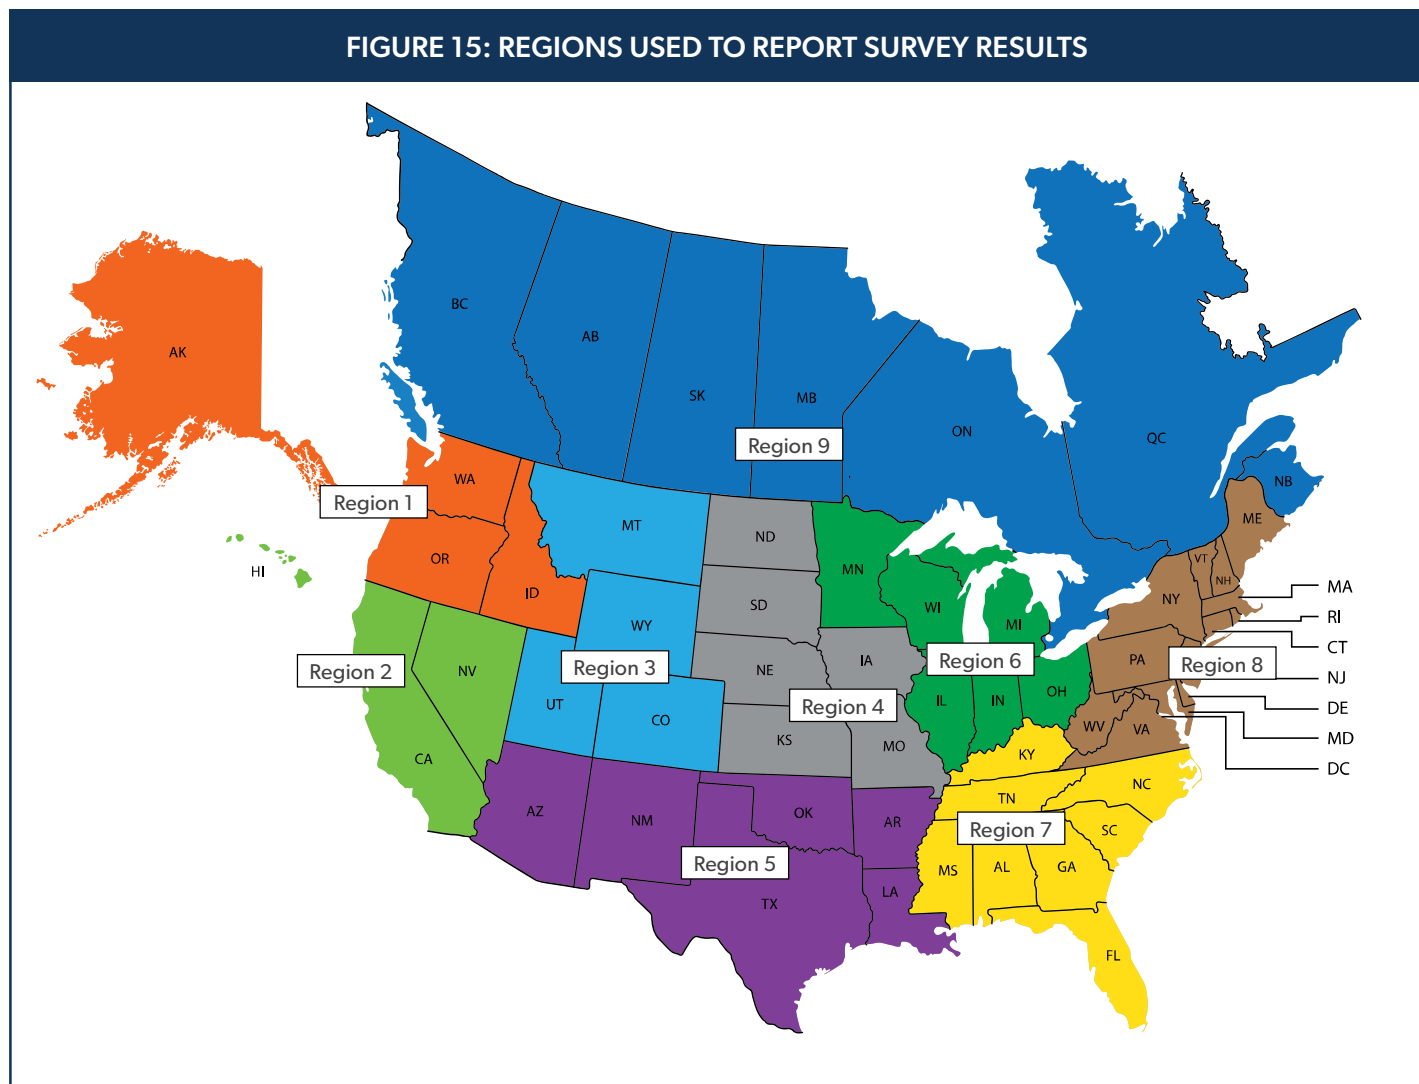 FIGURE 15: REGIONS USED TO REPORT SURVEY RESULTS
BC
AB
SK
MB
ON
QC
NB
Region 9
AK
WA
OR
ID
Region 1
HI
NV
CA
Region 2
MT
WY
UT
CO
Region 3
ND
SD
NE
KS
IA
MO
Region 4
AZ
NM
OK
TX
AR
LA
Region 5
MN
WI
MI
IL
IN
OH
Region 6
KY
TN
NC
SC
MS
AL
GA
FL
Region 7
ME
VT
NH
NY
PA
WV
VA
Region 8
MA
RI
CT
NJ
DE
MD
DC